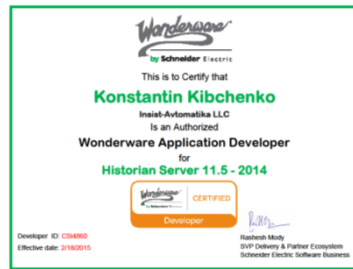 Wonderware
by Schneider Electric
This is to Certify that
Konstantin Kibchenko
Insist-Avtomatika LLC
Is an Authorized
Wonderware Application Developer
for
Historian Server 11.5 - 2014
Wonderware
CERTIFIED
Developer
Developer ID: CSI4860
Effective date: 2/18/2015
Rashesh Mody
SVP Delivery & Partner Ecosystem
Schneider Electric Software Business